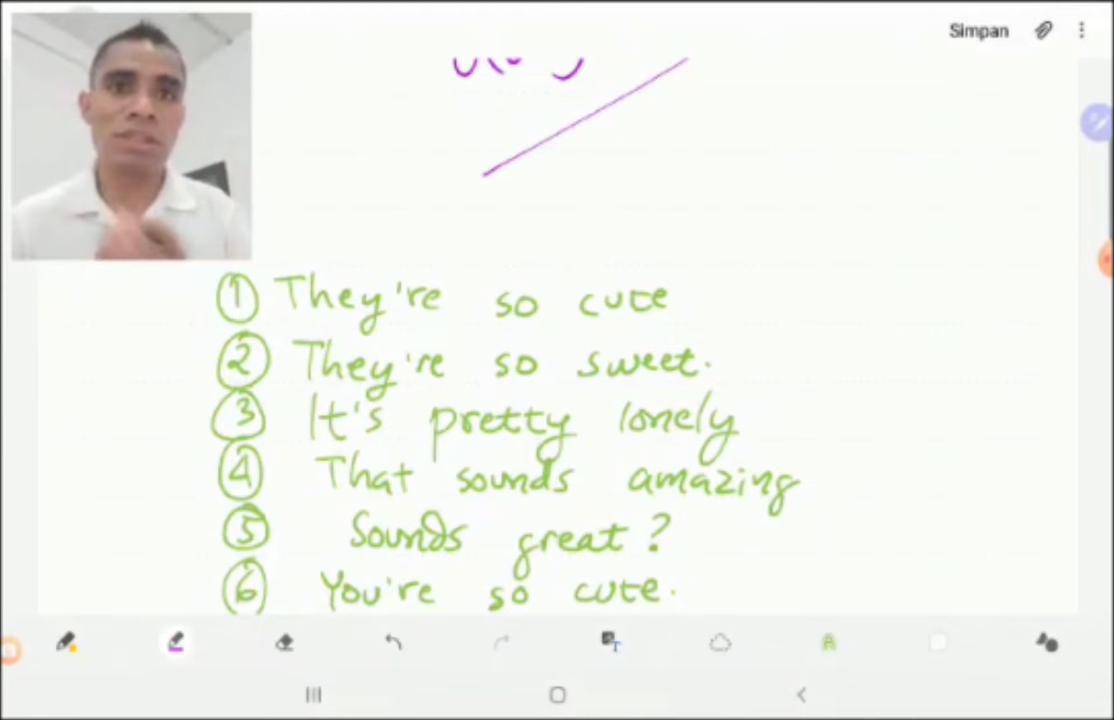 Simpan
① They're so cute
② They're so sweet.
③ It's pretty lonely
④ That sounds amazing
⑤ Sounds great?
⑥ You're so cute.